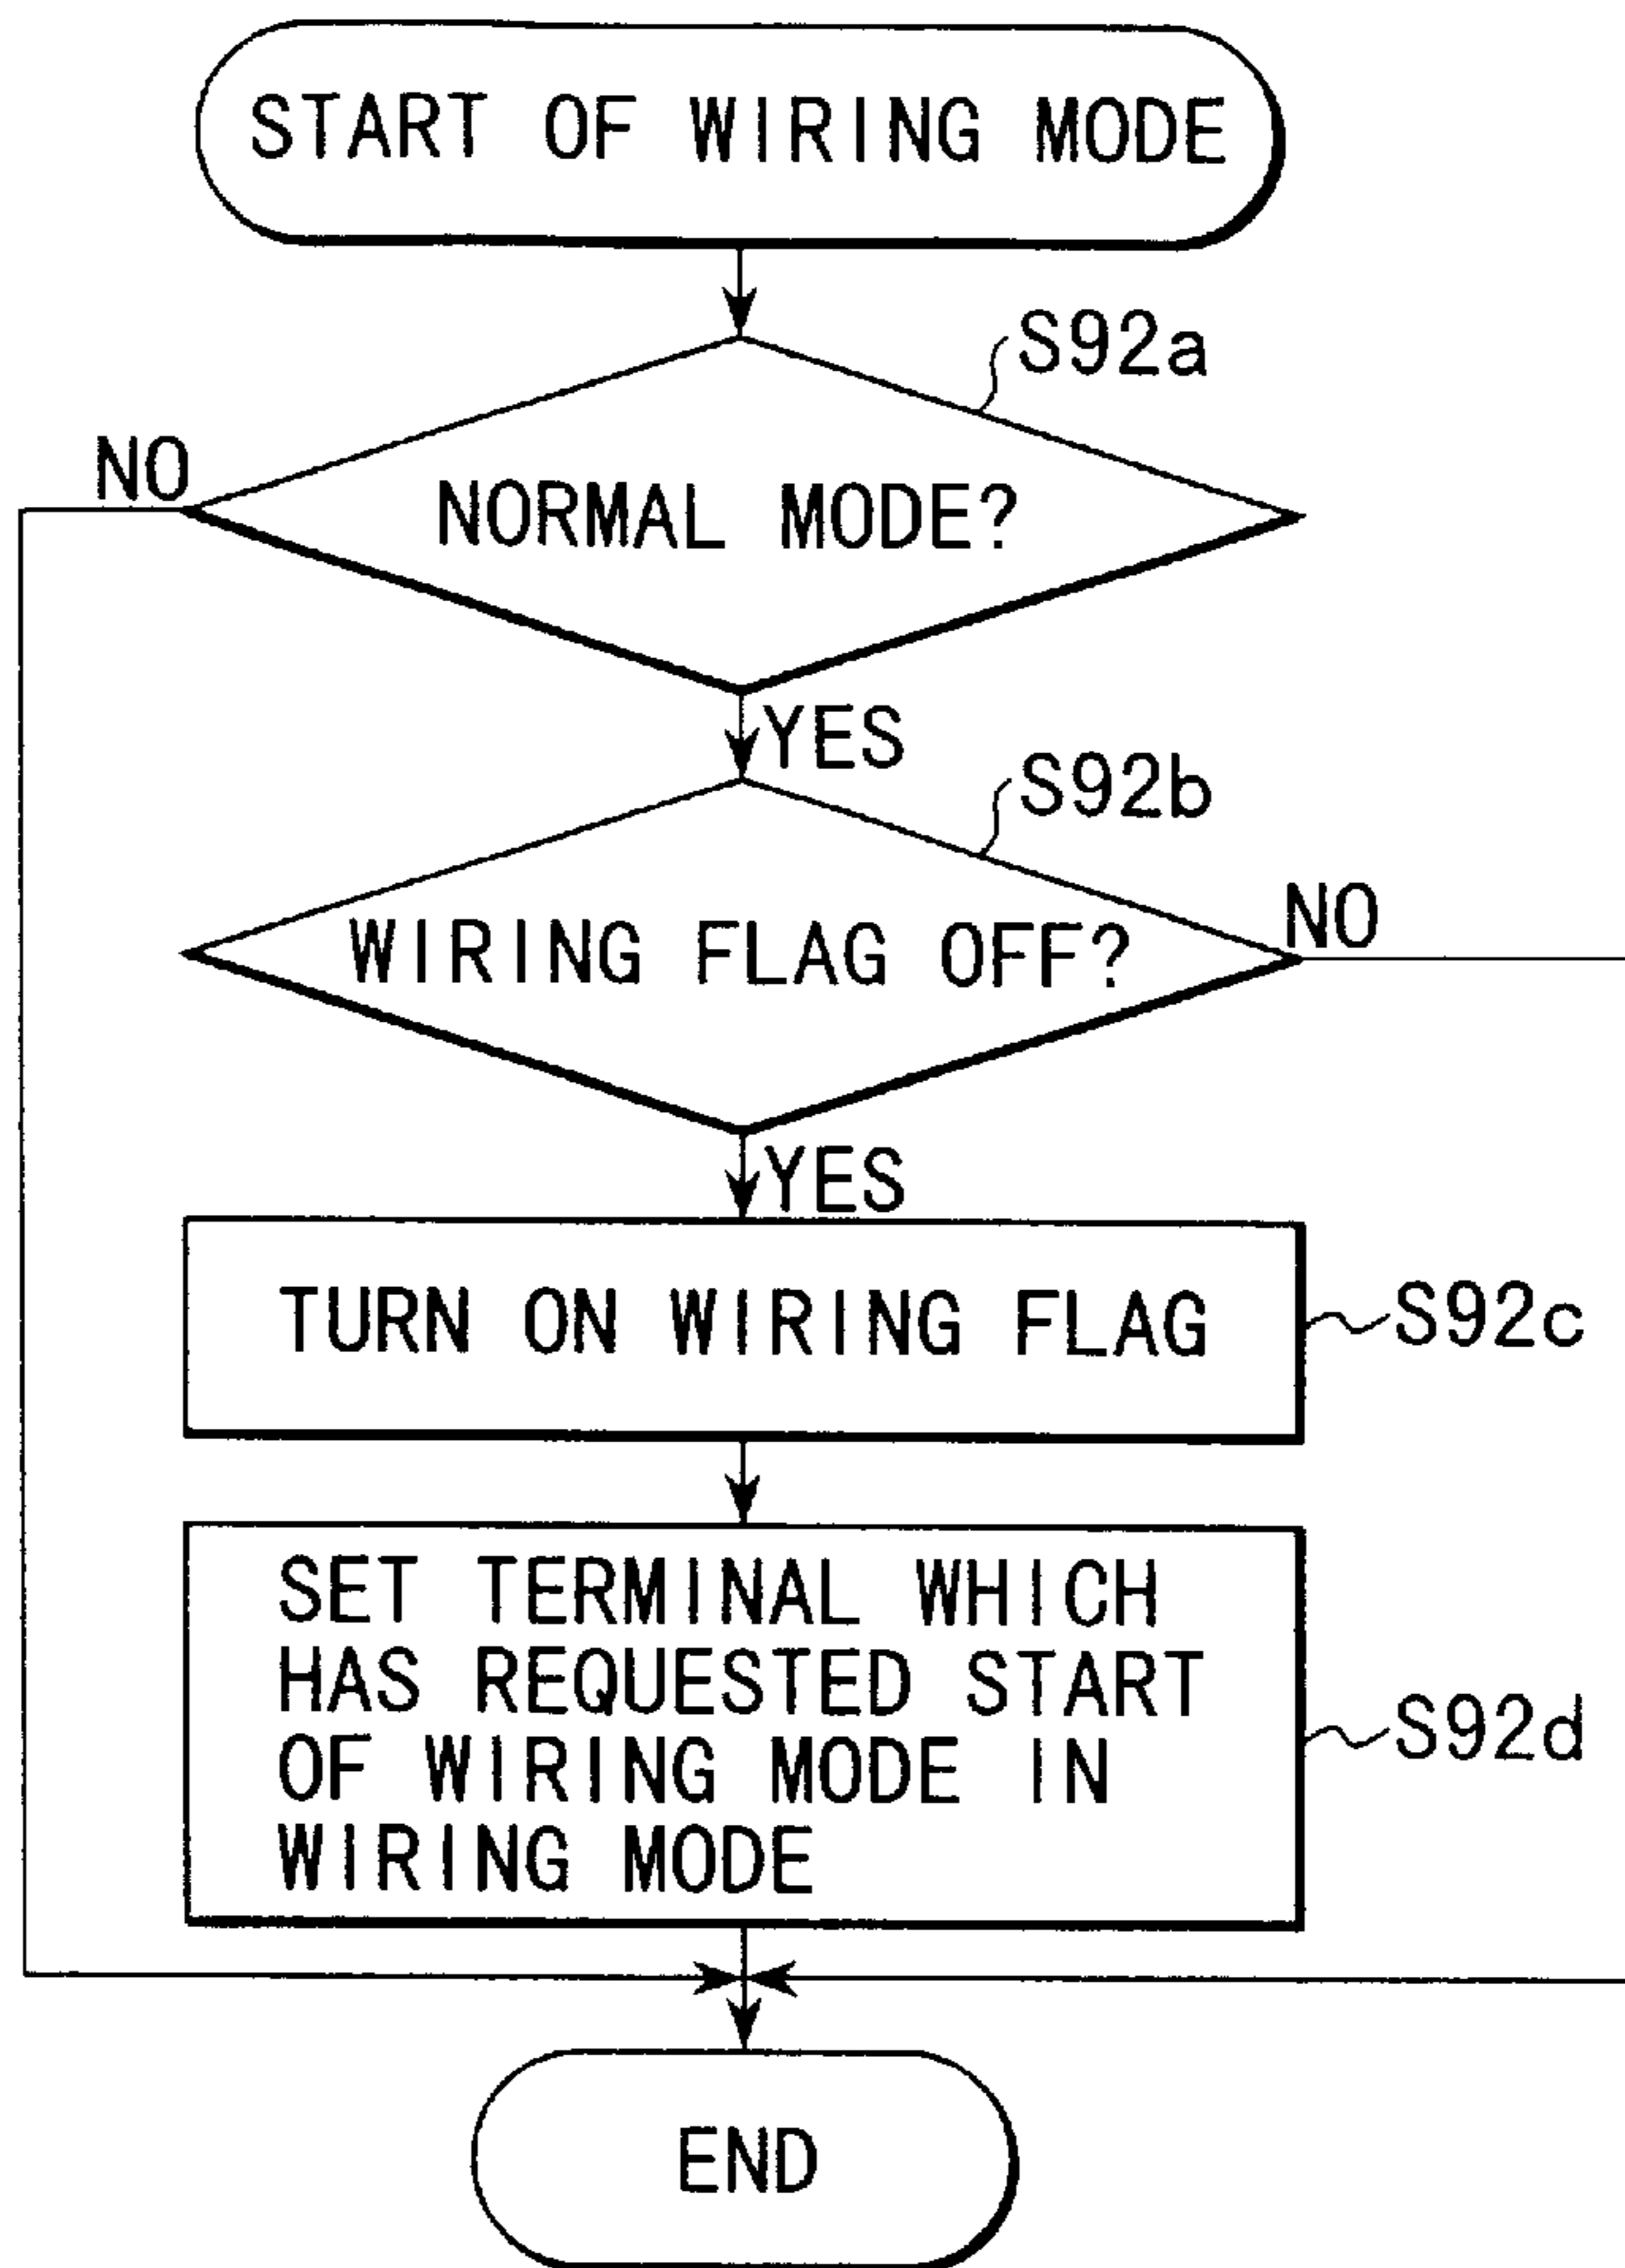 START OF WIRING MODE
S92a
NO
NORMAL MODE?
YES
S92b
NO
WIRING FLAG OFF?
YES
TURN ON WIRING FLAG
S92c
SET TERMINAL WHICH
HAS REQUESTED START
OF WIRING MODE IN
WIRING MODE
S92d
END